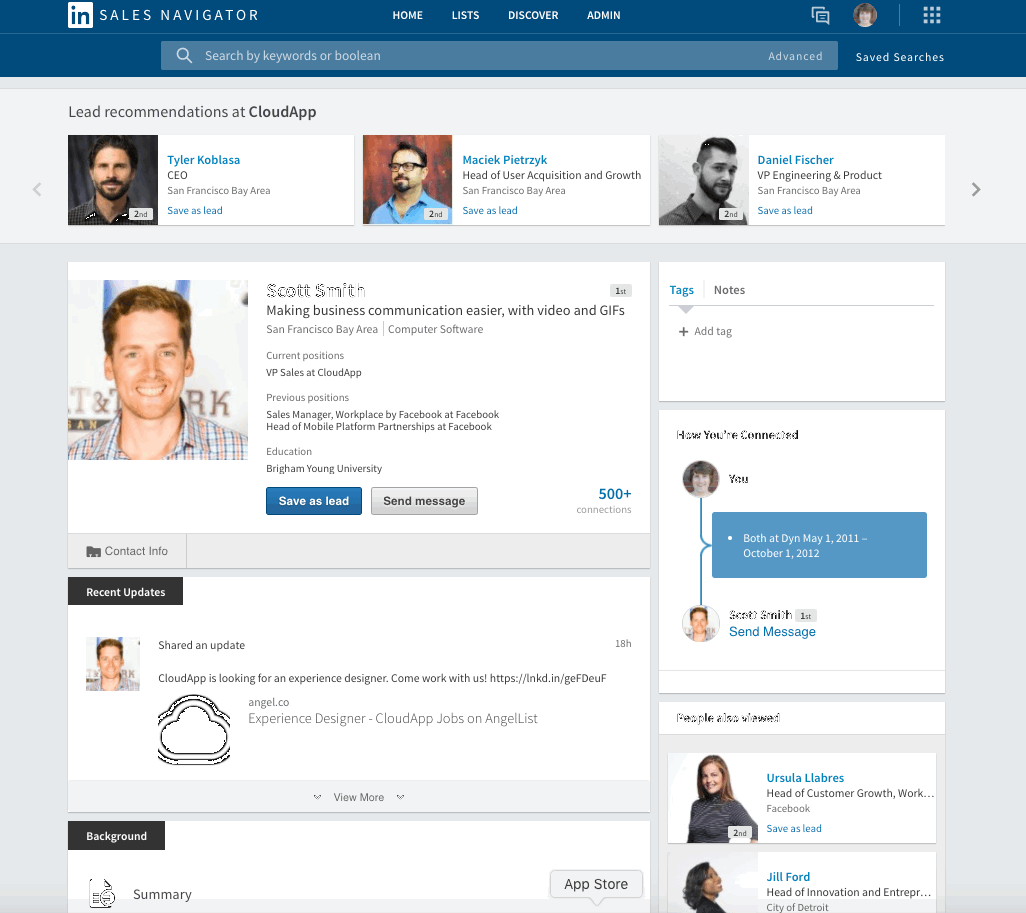 in SALES NAVIGATOR
HOME LISTS DISCOVER ADMIN
Search by keywords or boolean Advanced Saved Searches
Lead recommendations at CloudApp
Tyler Koblasa
CEO
San Francisco Bay Area
Save as lead
2nd
Maciek Pietrzyk
Head of User Acquisition and Growth
San Francisco Bay Area
Save as lead
2nd
Daniel Fischer
VP Engineering & Product
San Francisco Bay Area
Save as lead
2nd
Scott Smith 1st
Making business communication easier, with video and GIFs
San Francisco Bay Area Computer Software
Current positions
VP Sales at CloudApp
Previous positions
Sales Manager, Workplace by Facebook at Facebook
Head of Mobile Platform Partnerships at Facebook
Education
Brigham Young University
Save as lead Send message
500+
connections
Contact Info
Recent Updates
Shared an update 18h
CloudApp is looking for an experience designer. Come work with us! https://lnkd.in/geFDeuF
angel.co
Experience Designer - CloudApp Jobs on AngelList
View More
Background
Summary
App Store
Tags Notes
+ Add tag
How You're Connected
You
• Both at Dyn May 1, 2011 –
October 1, 2012
Scott Smith 1st
Send Message
People also viewed
Ursula Llabres
Head of Customer Growth, Work...
Facebook
Save as lead
2nd
Jill Ford
Head of Innovation and Entrepr...
City of Detroit